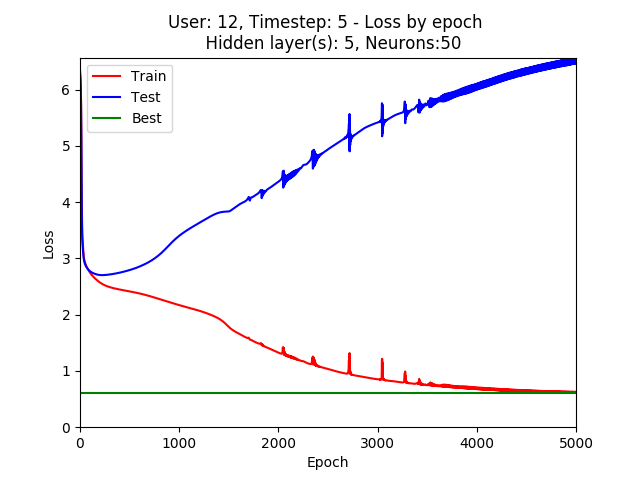 User: 12, Timestep: 5 - Loss by epoch
Hidden layer(s): 5, Neurons:50
Train
Test
Best
6
5
4
3
2
1
0
Loss
0 1000 2000 3000 4000 5000
Epoch